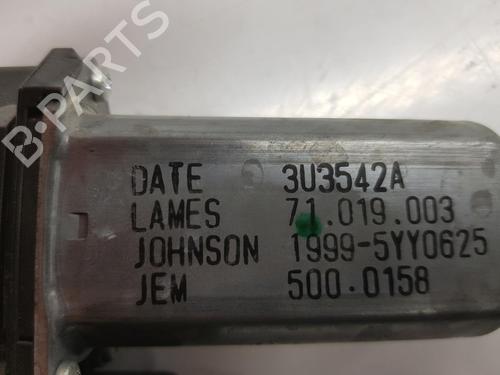 B-PARTS
DATE 3U3542A
LAMES 71.019.003
JOHNSON 1999-5YY0625
JEM 500.0158